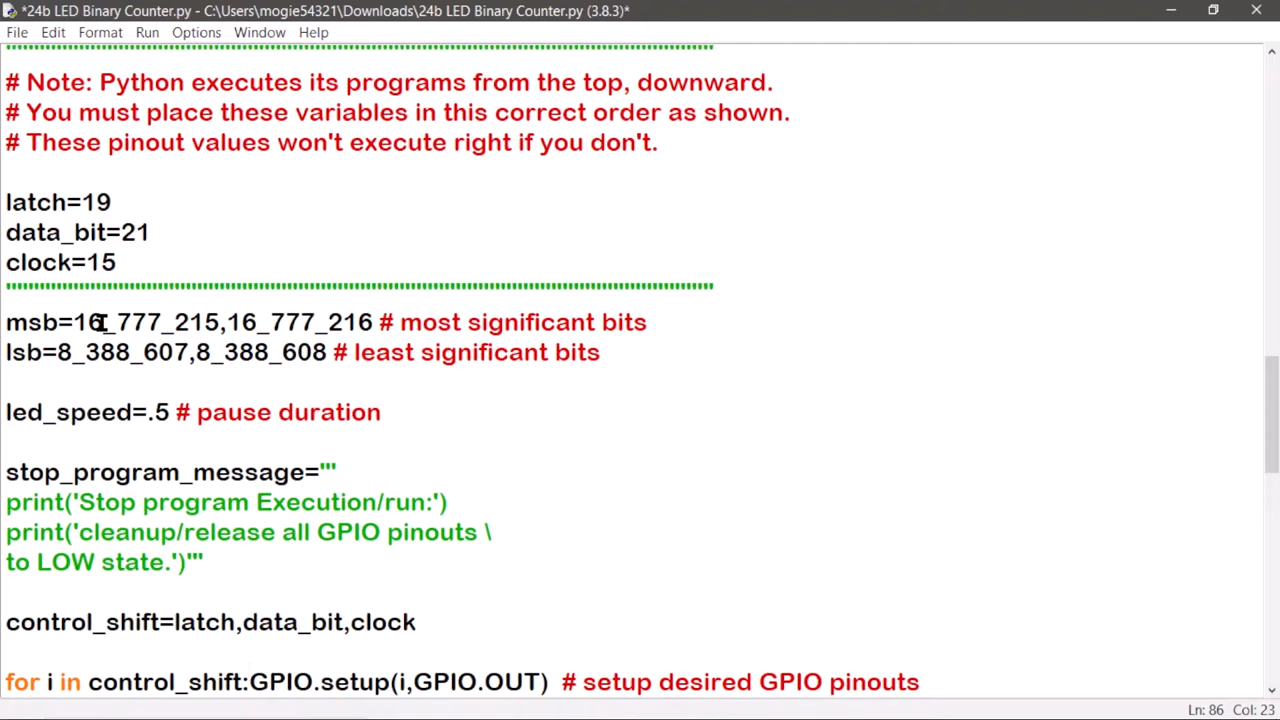 *24b LED Binary Counter.py - C:\Users\mogie54321\Downloads\24b LED Binary Counter.py (3.8.3)*
File Edit Format Run Options Window Help
# Note: Python executes its programs from the top, downward.
# You must place these variables in this correct order as shown.
# These pinout values won't execute right if you don't.
latch=19
data_bit=21
clock=15
msb=16_777_215,16_777_216 # most significant bits
lsb=8_388_607,8_388_608 # least significant bits
led_speed=.5 # pause duration
stop_program_message='''
print('Stop program Execution/run:')
print('cleanup/release all GPIO pinouts \
to LOW state.')'''
control_shift=latch,data_bit,clock
for i in control_shift:GPIO.setup(i,GPIO.OUT)  # setup desired GPIO pinouts
Ln: 86 Col: 23